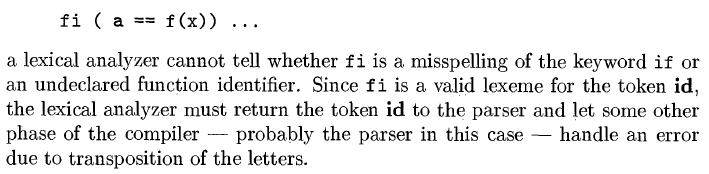 fi ( a == f(x)) ...
a lexical analyzer cannot tell whether fi is a misspelling of the keyword if or
an undeclared function identifier. Since fi is a valid lexeme for the token id,
the lexical analyzer must return the token id to the parser and let some other
phase of the compiler — probably the parser in this case — handle an error
due to transposition of the letters.